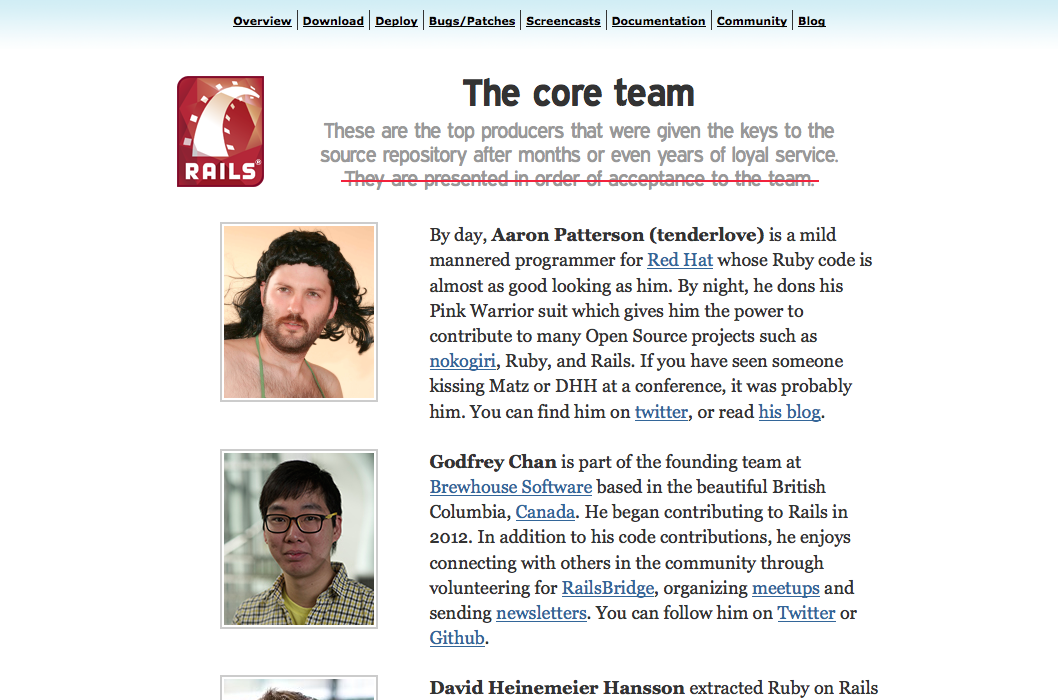 Overview | Download | Deploy | Bugs/Patches | Screencasts | Documentation | Community | Blog
RAILS®
The core team
These are the top producers that were given the keys to the
source repository after months or even years of loyal service.
They are presented in order of acceptance to the team.
By day, Aaron Patterson (tenderlove) is a mild
mannered programmer for Red Hat whose Ruby code is
almost as good looking as him. By night, he dons his
Pink Warrior suit which gives him the power to
contribute to many Open Source projects such as
nokogiri, Ruby, and Rails. If you have seen someone
kissing Matz or DHH at a conference, it was probably
him. You can find him on twitter, or read his blog.
Godfrey Chan is part of the founding team at
Brewhouse Software based in the beautiful British
Columbia, Canada. He began contributing to Rails in
2012. In addition to his code contributions, he enjoys
connecting with others in the community through
volunteering for RailsBridge, organizing meetups and
sending newsletters. You can follow him on Twitter or
Github.
David Heinemeier Hansson extracted Ruby on Rails